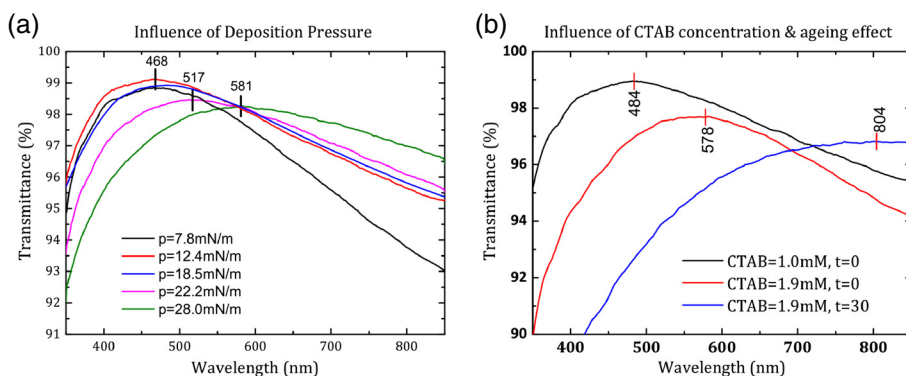 (a)
Influence of Deposition Pressure
100
99
98
97
96
95
94
93
92
91
Transmittance (%)
468
517
581
p=7.8mN/m
p=12.4mN/m
p=18.5mN/m
p=22.2mN/m
p=28.0mN/m
400 500 600 700 800
Wavelength (nm)
(b)
Influence of CTAB concentration & ageing effect
100
98
96
94
92
90
Transmittance (%)
484
578
804
CTAB=1.0mM, t=0
CTAB=1.9mM, t=0
CTAB=1.9mM, t=30
400 500 600 700 800
Wavelength (nm)